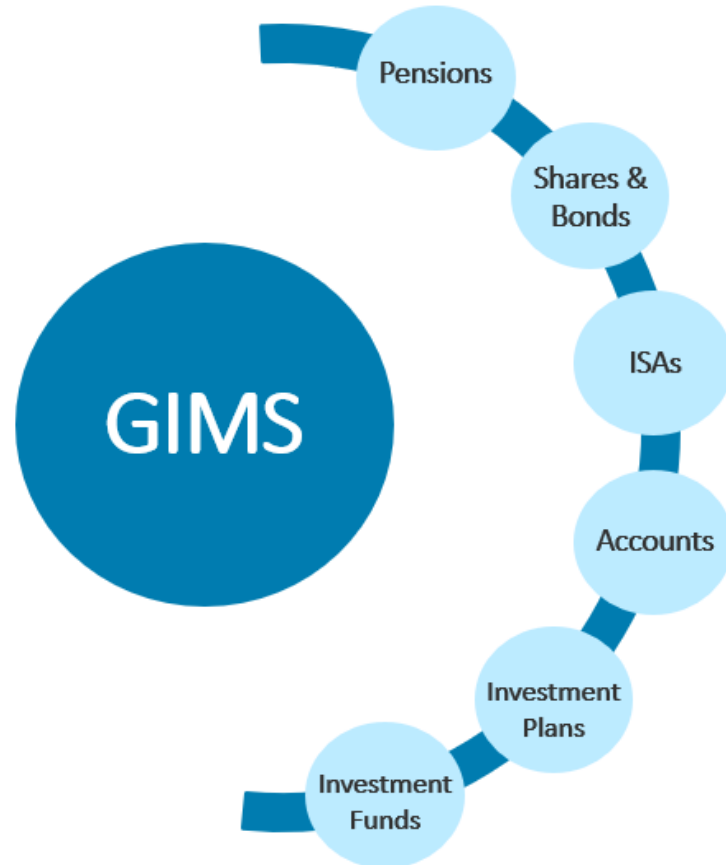 Pensions
Shares &
Bonds
ISAs
GIMS
Accounts
Investment
Plans
Investment
Funds